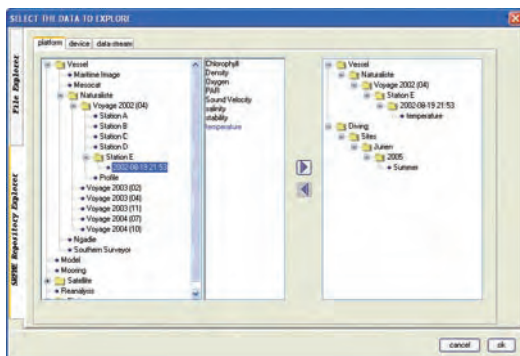 SELECT THE DATA TO EXPLORE
File Explorer
SRFME Repository Explorer
platform device data stream
Vessel
Maritime Image
Mesocat
Naturaliste
Voyage 2002 (04)
Station A
Station B
Station C
Station D
Station E
2002-08-19 21:53
Profile
Voyage 2003 (02)
Voyage 2003 (04)
Voyage 2003 (11)
Voyage 2004 (07)
Voyage 2004 (10)
Ngadie
Southern Surveyor
Model
Mooring
Satellite
Reanalysis
Chlorophyll
Density
Oxygen
PAR
Sound Velocity
salinity
stability
temperature
Vessel
Naturaliste
Voyage 2002 (04)
Station E
2002-08-19 21:53
temperature
Diving
Sites
Jurien
2005
Summer
cancel ok